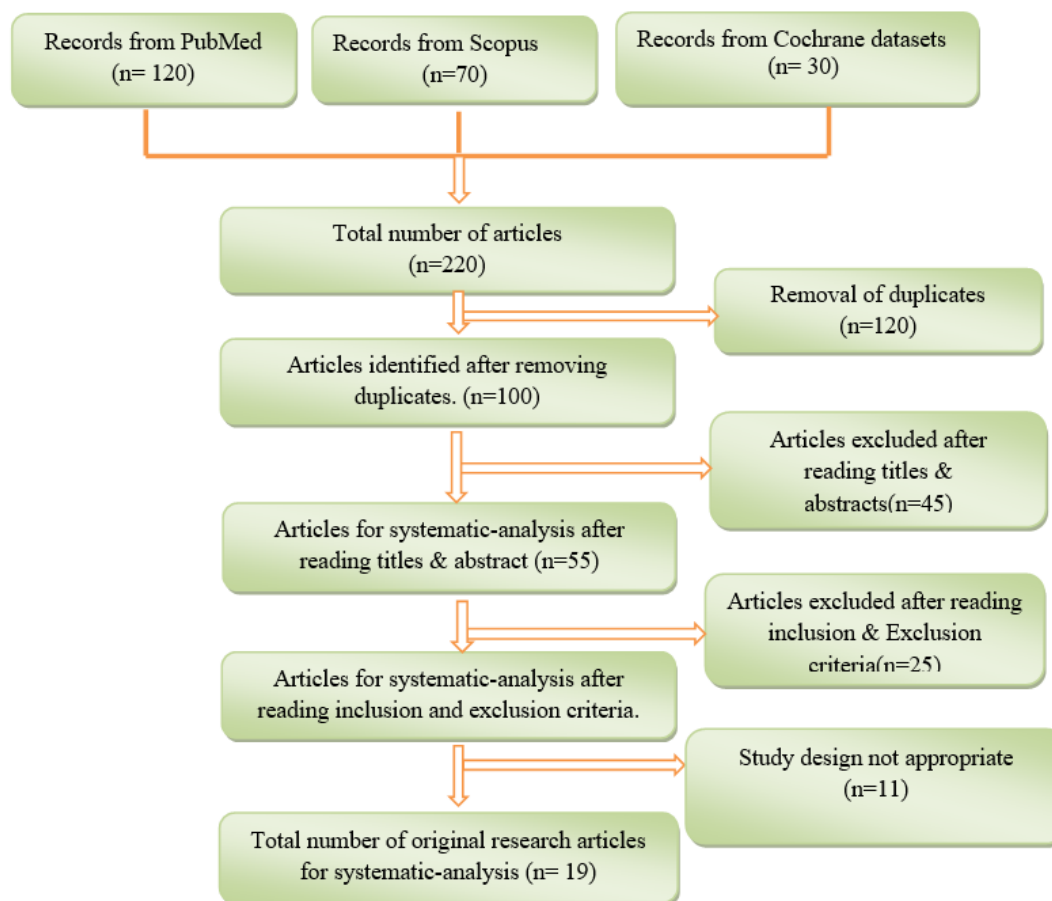 Records from PubMed
(n= 120)
Records from Scopus
(n=70)
Records from Cochrane datasets
(n= 30)
Total number of articles
(n=220)
Removal of duplicates
(n=120)
Articles identified after removing
duplicates. (n=100)
Articles excluded after
reading titles &
abstracts(n=45)
Articles for systematic-analysis after
reading titles & abstract (n=55)
Articles excluded after reading
inclusion & Exclusion
criteria(n=25)
Articles for systematic-analysis after
reading inclusion and exclusion criteria.
Study design not appropriate
(n=11)
Total number of original research articles
for systematic-analysis (n= 19)